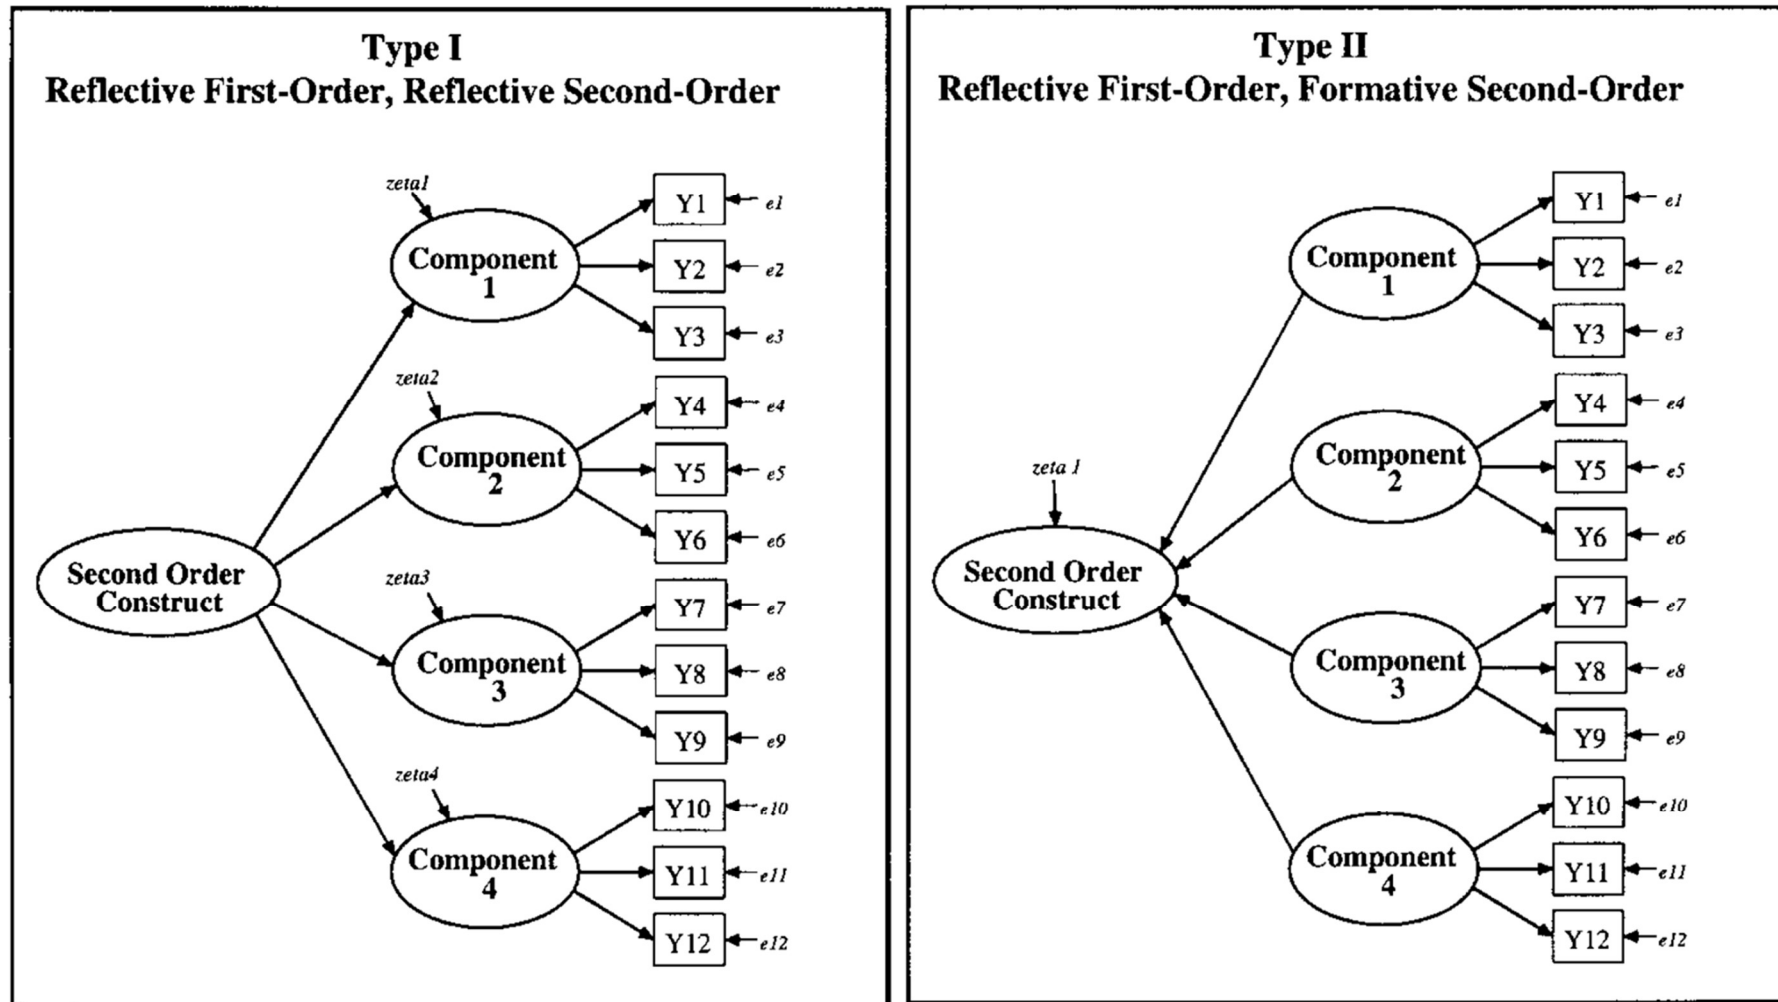 Type I
Reflective First-Order, Reflective Second-Order
zeta1
Component
1
Y1
e1
Y2
e2
Y3
e3
zeta2
Component
2
Y4
e4
Y5
e5
Y6
e6
Second Order
Construct
zeta3
Component
3
Y7
e7
Y8
e8
Y9
e9
zeta4
Component
4
Y10
e10
Y11
e11
Y12
e12
Type II
Reflective First-Order, Formative Second-Order
Component
1
Y1
e1
Y2
e2
Y3
e3
Component
2
Y4
e4
Y5
e5
Y6
e6
zeta 1
Second Order
Construct
Component
3
Y7
e7
Y8
e8
Y9
e9
Component
4
Y10
e10
Y11
e11
Y12
e12